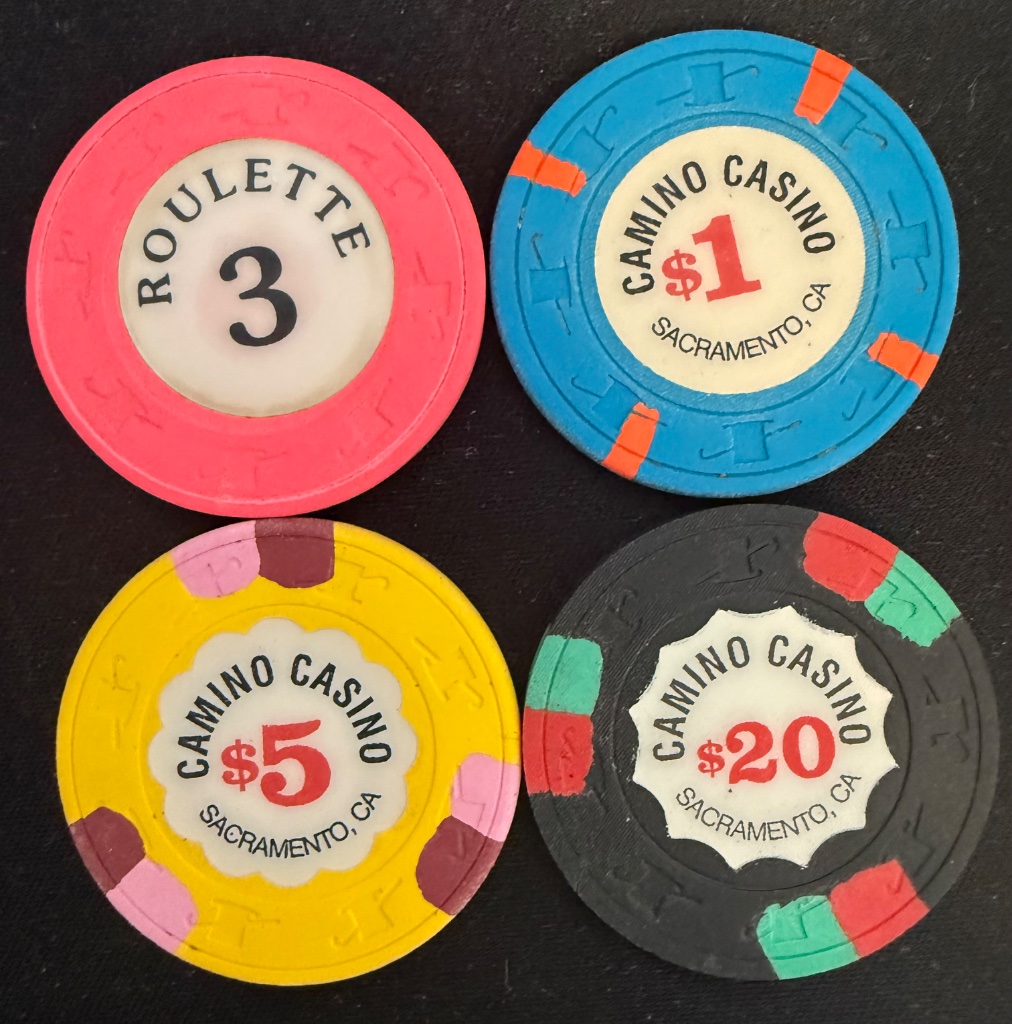 ROULETTE
3
CAMINO CASINO
$1
SACRAMENTO, CA
CAMINO CASINO
$5
SACRAMENTO, CA
CAMINO CASINO
$20
SACRAMENTO, CA